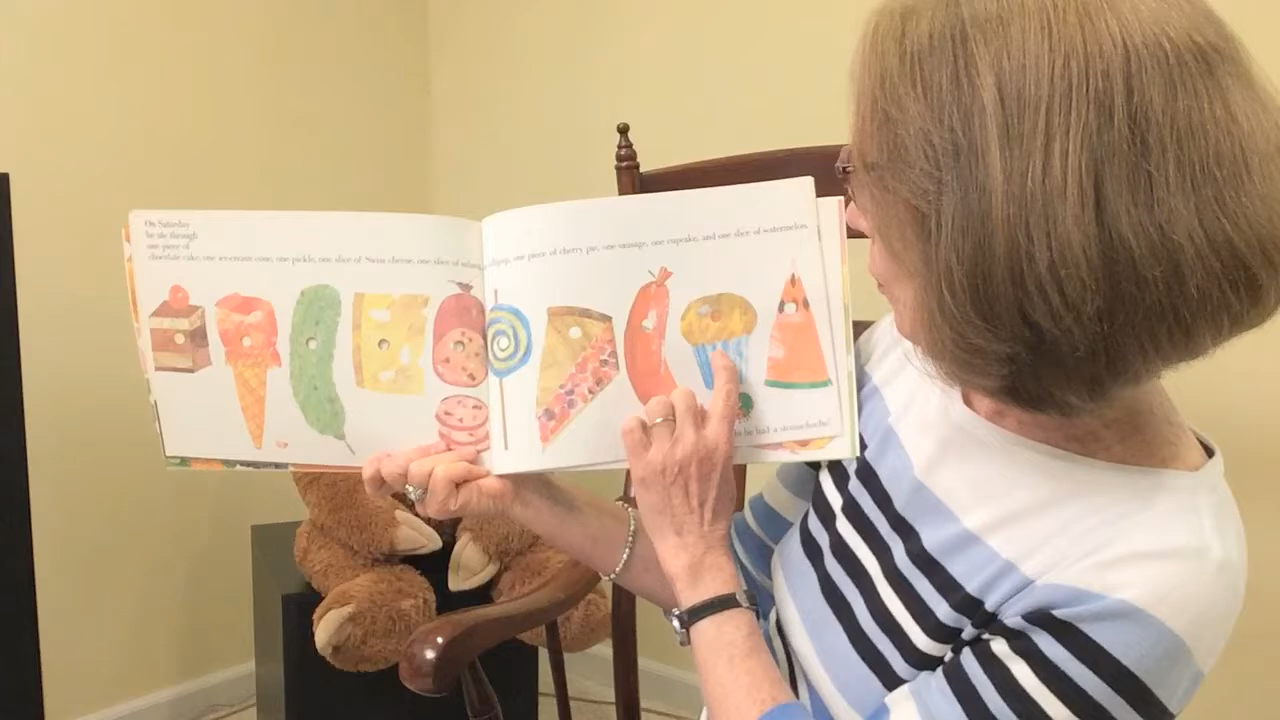 On Saturday
he ate through
one piece of
chocolate cake, one ice-cream cone, one pickle, one slice of Swiss cheese, one slice of salami,
lollipop, one piece of cherry pie, one sausage, one cupcake, and one slice of watermelon.
he had a stomachache!